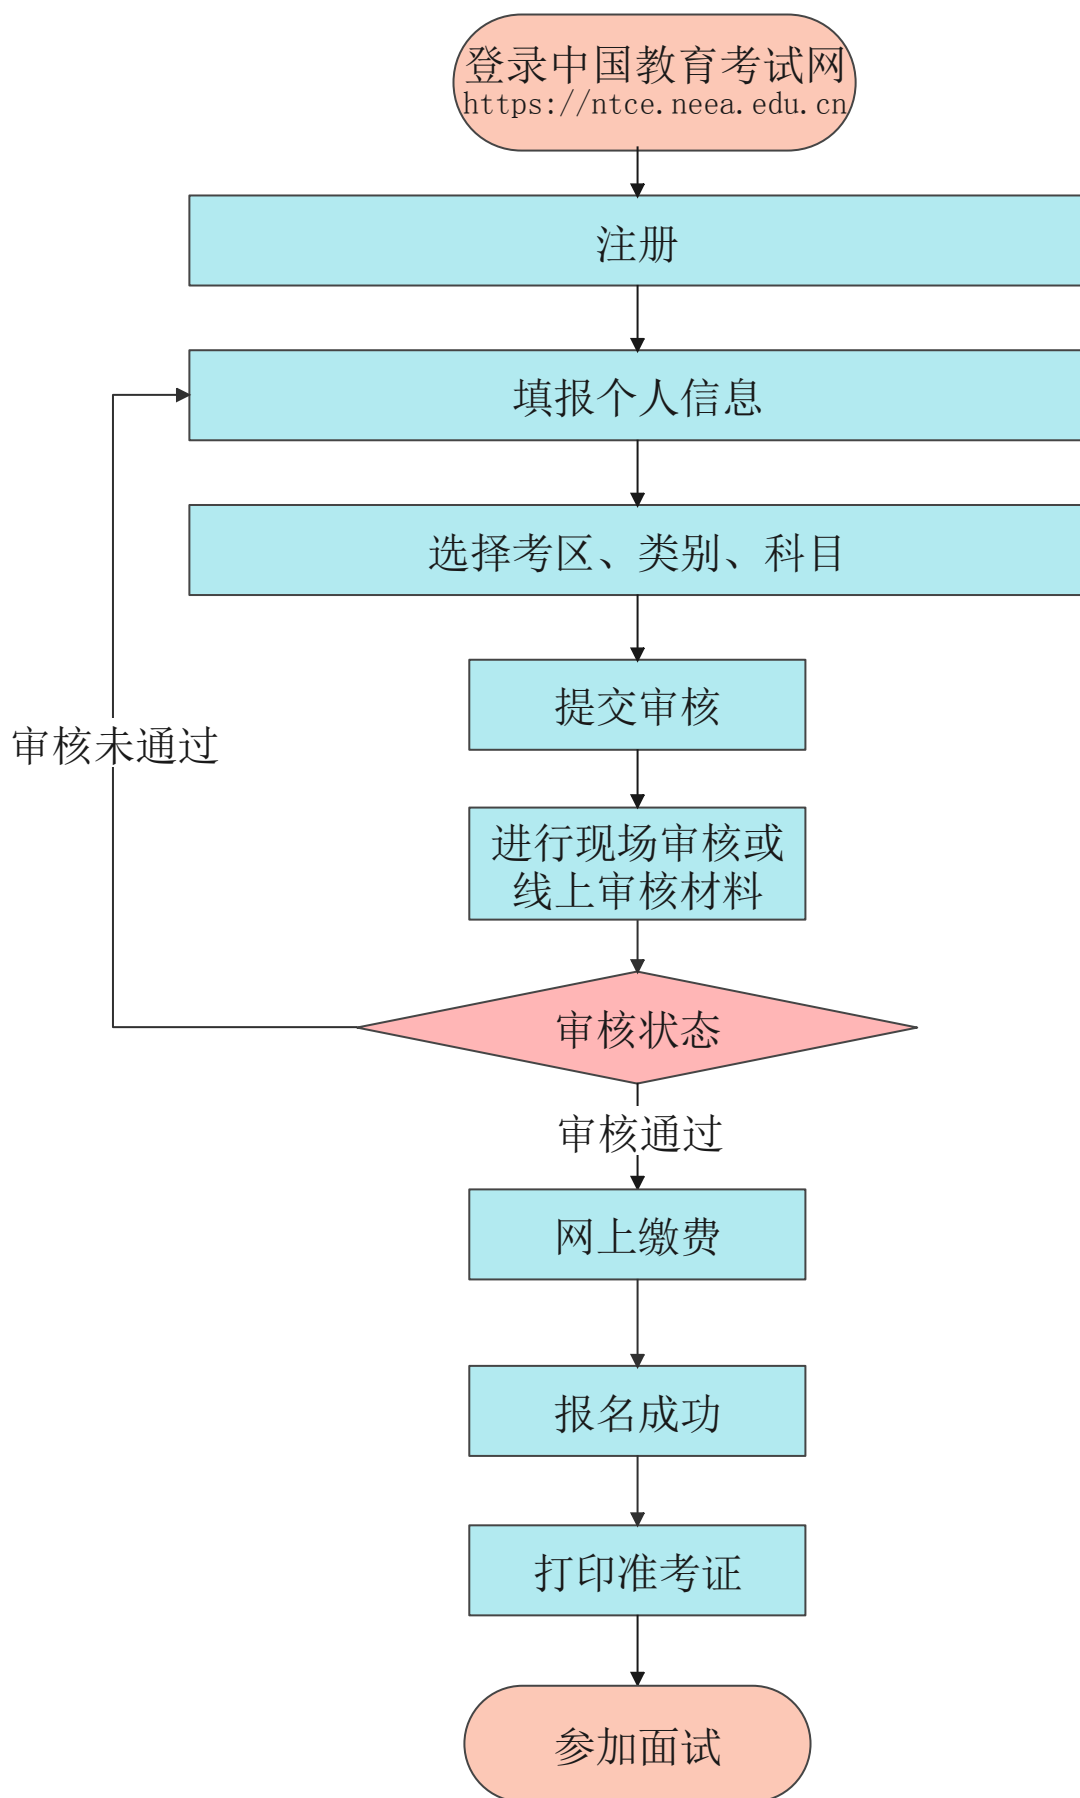 登录中国教育考试网
https://ntce.neea.edu.cn
注册
填报个人信息
选择考区、类别、科目
提交审核
审核未通过
进行现场审核或
线上审核材料
审核状态
审核通过
网上缴费
报名成功
打印准考证
参加面试